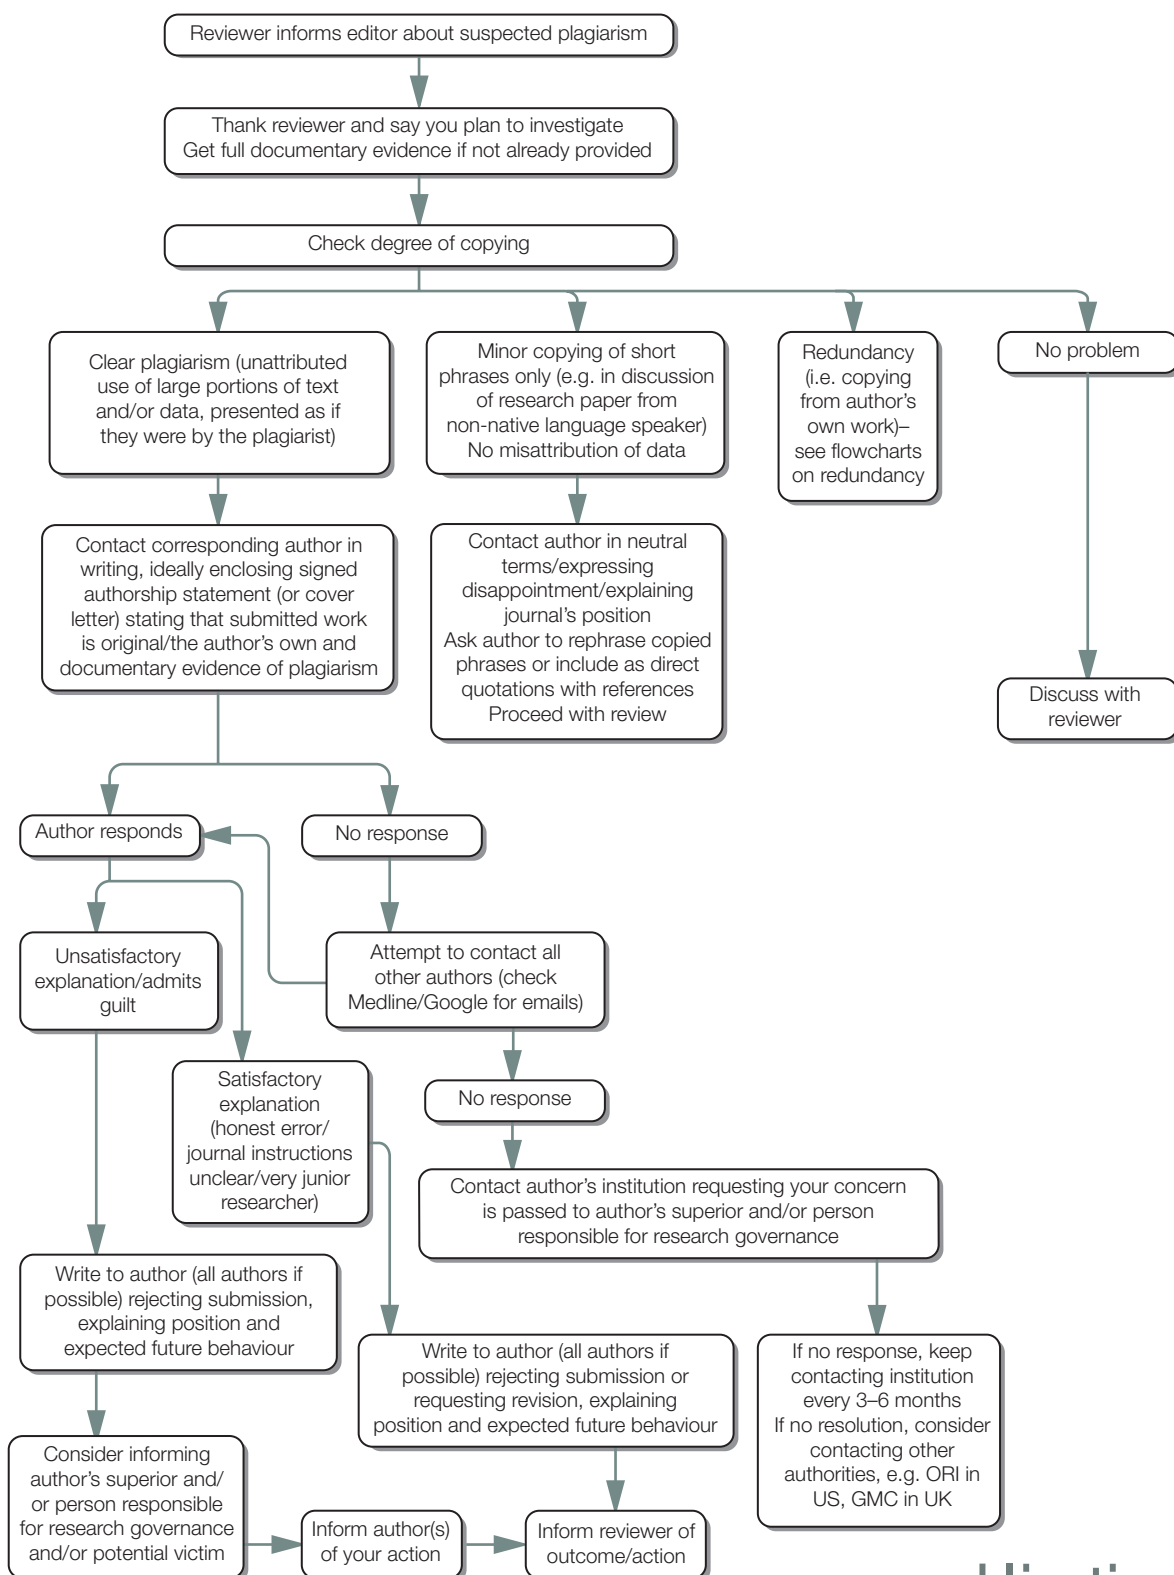 Reviewer informs editor about suspected plagiarism
Thank reviewer and say you plan to investigate
Get full documentary evidence if not already provided
Check degree of copying
Clear plagiarism (unattributed
use of large portions of text
and/or data, presented as if
they were by the plagiarist)
Minor copying of short
phrases only (e.g. in discussion
of research paper from
non-native language speaker)
No misattribution of data
Redundancy
(i.e. copying
from author's
own work)–
see flowcharts
on redundancy
No problem
Contact corresponding author in
writing, ideally enclosing signed
authorship statement (or cover
letter) stating that submitted work
is original/the author's own and
documentary evidence of plagiarism
Contact author in neutral
terms/expressing
disappointment/explaining
journal's position
Ask author to rephrase copied
phrases or include as direct
quotations with references
Proceed with review
Discuss with
reviewer
Author responds
No response
Unsatisfactory
explanation/admits
guilt
Attempt to contact all
other authors (check
Medline/Google for emails)
Satisfactory
explanation
(honest error/
journal instructions
unclear/very junior
researcher)
No response
Contact author's institution requesting your concern
is passed to author's superior and/or person
responsible for research governance
Write to author (all authors if
possible) rejecting submission,
explaining position and
expected future behaviour
Write to author (all authors if
possible) rejecting submission or
requesting revision, explaining
position and expected future behaviour
If no response, keep
contacting institution
every 3–6 months
If no resolution, consider
contacting other
authorities, e.g. ORI in
US, GMC in UK
Consider informing
author's superior and/
or person responsible
for research governance
and/or potential victim
Inform author(s)
of your action
Inform reviewer of
outcome/action